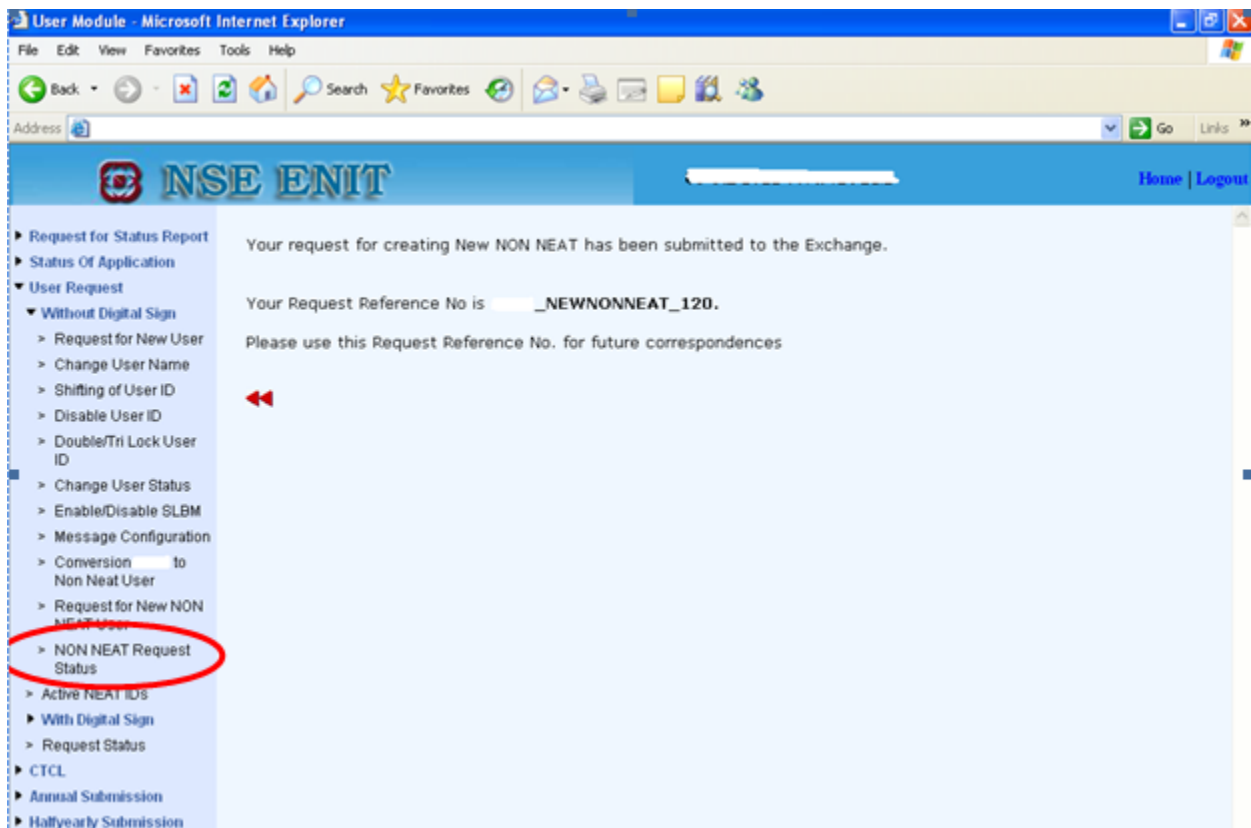 User Module - Microsoft Internet Explorer
File Edit View Favorites Tools Help
Back Search Favorites
Address Go Links »
NSE ENIT
Home | Logout
Request for Status Report
Status Of Application
User Request
Without Digital Sign
> Request for New User
> Change User Name
> Shifting of User ID
> Disable User ID
> Double/Tri Lock User
ID
> Change User Status
> Enable/Disable SLBM
> Message Configuration
> Conversion to
Non Neat User
> Request for New NON
NEAT User
> NON NEAT Request
Status
> Active NEAT IDs
With Digital Sign
> Request Status
CTCL
Annual Submission
Halfyearly Submission
Your request for creating New NON NEAT has been submitted to the Exchange.
Your Request Reference No is _NEWNONNEAT_120.
Please use this Request Reference No. for future correspondences